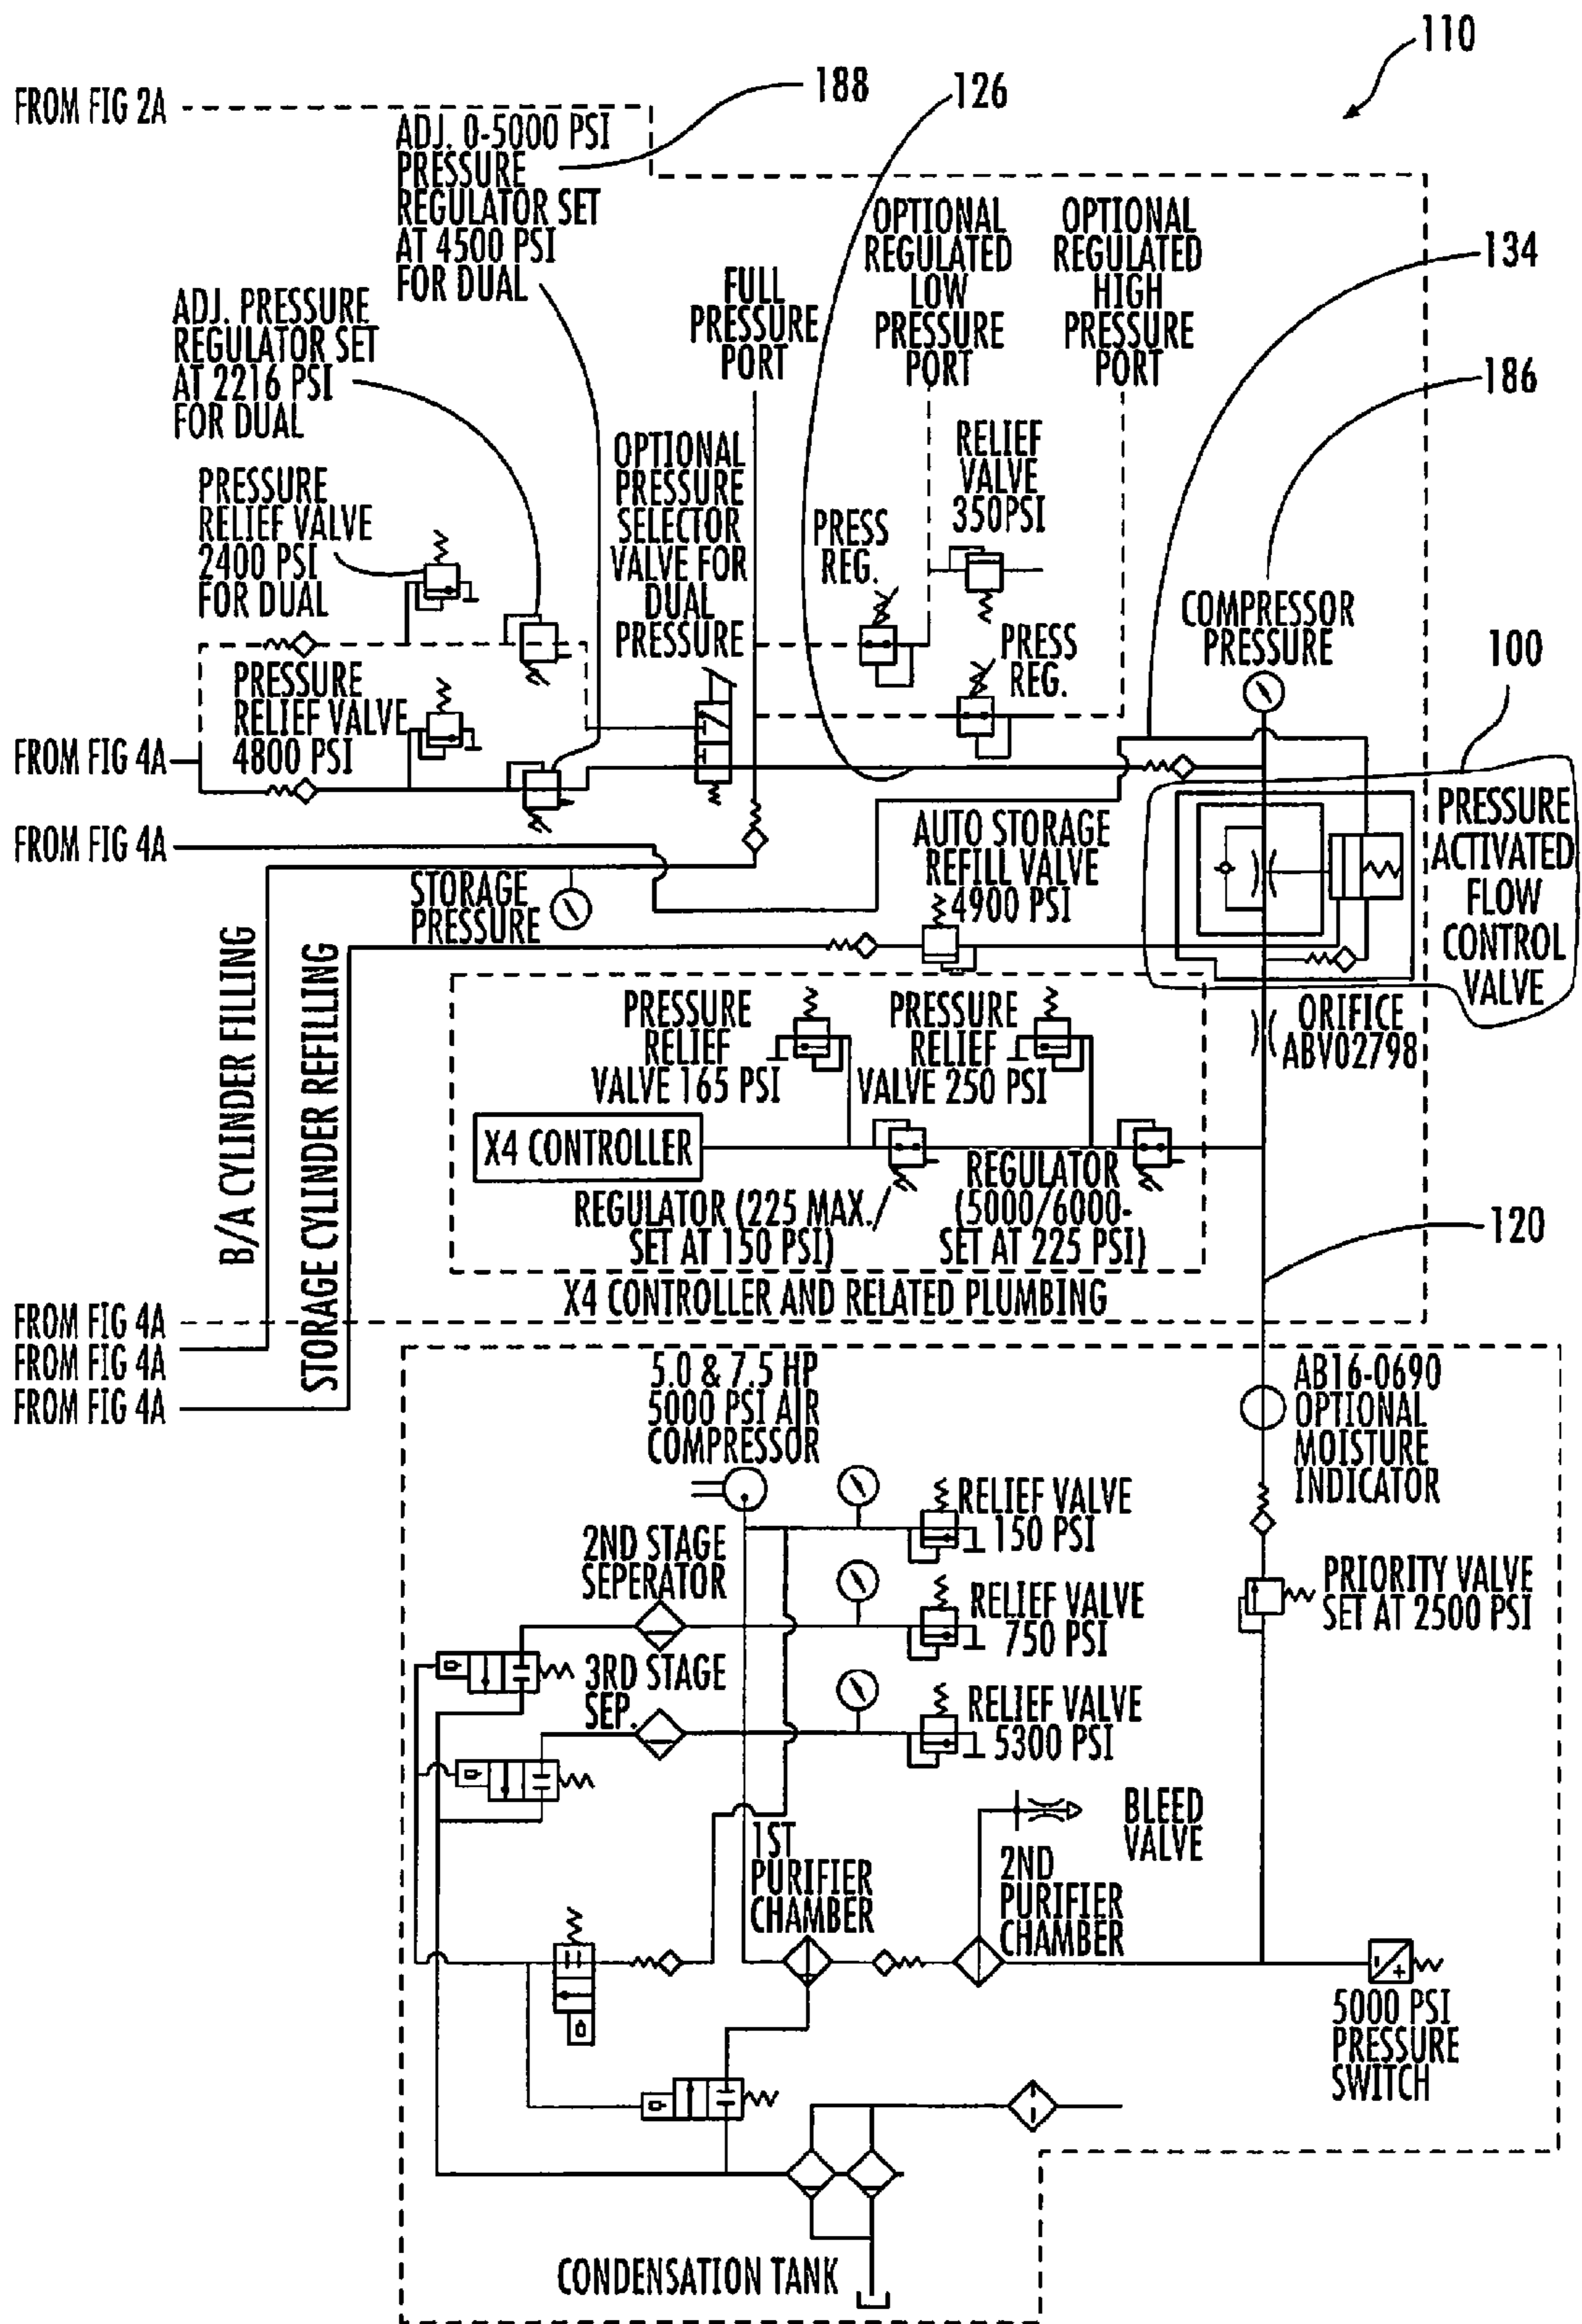 110
FROM FIG 2A
188
126
ADJ. 0-5000 PSI
PRESSURE
REGULATOR SET
AT 4500 PSI
FOR DUAL
OPTIONAL
REGULATED
LOW
PRESSURE
PORT
OPTIONAL
REGULATED
HIGH
PRESSURE
PORT
134
FULL
PRESSURE
PORT
ADJ. PRESSURE
REGULATOR SET
AT 2216 PSI
FOR DUAL
186
OPTIONAL
PRESSURE
SELECTOR
VALVE FOR
DUAL
PRESSURE
RELIEF
VALVE
350PSI
PRESSURE
RELIEF VALVE
2400 PSI
FOR DUAL
PRESS
REG.
COMPRESSOR
PRESSURE
PRESS
REG.
100
PRESSURE
RELIEF VALVE
4800 PSI
FROM FIG 4A
PRESSURE
ACTIVATED
FLOW
CONTROL
VALVE
AUTO STORAGE
REFILL VALVE
4900 PSI
FROM FIG 4A
STORAGE
PRESSURE
B/A CYLINDER FILLING
STORAGE CYLINDER REFILLING
PRESSURE
RELIEF
VALVE 165 PSI
PRESSURE
RELIEF
VALVE 250 PSI
ORIFICE
ABV02798
X4 CONTROLLER
REGULATOR (225 MAX.
SET AT 150 PSI)
REGULATOR
(5000/6000-
SET AT 225 PSI)
120
X4 CONTROLLER AND RELATED PLUMBING
FROM FIG 4A
FROM FIG 4A
FROM FIG 4A
5.0 & 7.5 HP
5000 PSI AIR
COMPRESSOR
AB16-0690
OPTIONAL
MOISTURE
INDICATOR
RELIEF VALVE
150 PSI
2ND STAGE
SEPERATOR
RELIEF VALVE
750 PSI
PRIORITY VALVE
SET AT 2500 PSI
3RD STAGE
SEP.
RELIEF VALVE
5300 PSI
BLEED
VALVE
1ST
PURIFIER
CHAMBER
2ND
PURIFIER
CHAMBER
5000 PSI
PRESSURE
SWITCH
CONDENSATION TANK